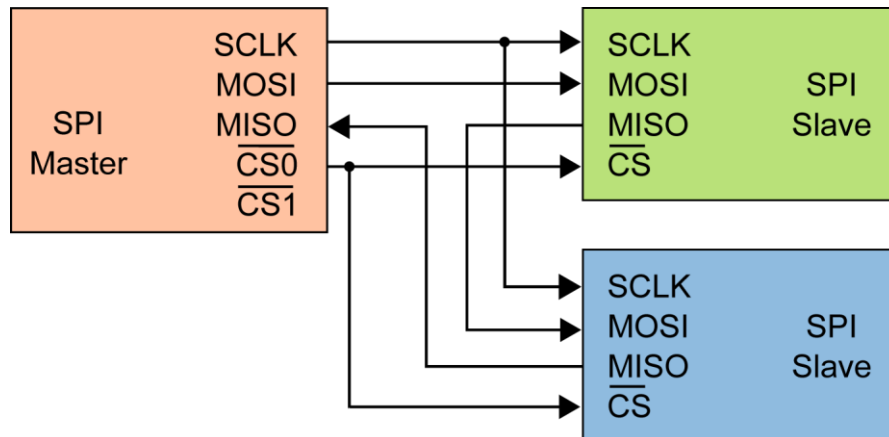 SPI
Master
SCLK
MOSI
MISO
CS0
CS1
SCLK
MOSI
MISO
CS
SPI
Slave
SCLK
MOSI
MISO
CS
SPI
Slave